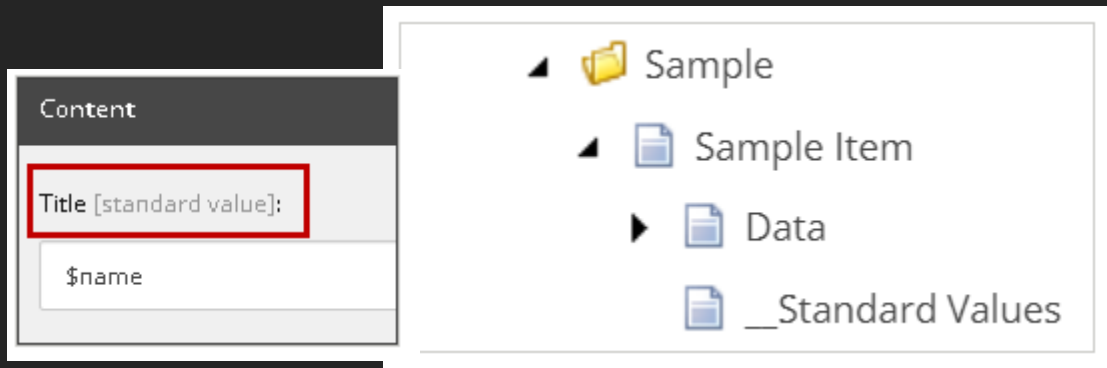 Content
Title [standard value]:
$name
Sample
Sample Item
Data
__Standard Values